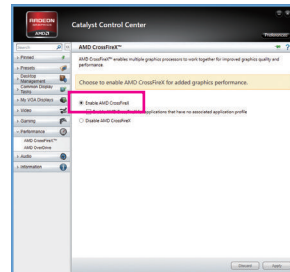 RADEON
GRAPHICS
AMD
Catalyst Control Center
Preferences
Search
AMD CrossFireX™
Pinned
Presets
Desktop Management
Common Display Tasks
My VGA Displays
Video
Gaming
Performance
AMD CrossFireX™
AMD OverDrive
Audio
Information
AMD CrossFireX™ enables multiple graphics processors to work together for improved graphics quality and
performance.
Choose to enable AMD CrossFireX for added graphics performance.
Enable AMD CrossFireX
applications that have no associated application profile
Disable AMD CrossFireX
Discard
Apply